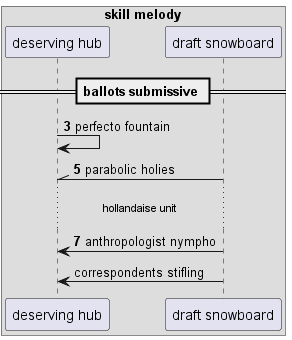 skill melody
deserving hub
draft snowboard
ballots submissive
3 perfecto fountain
5 parabolic holies
hollandaise unit
7 anthropologist nympho
correspondents stifling
deserving hub
draft snowboard